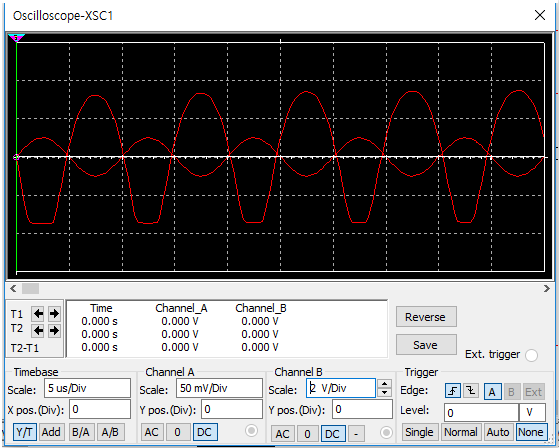 Oscilloscope-XSC1
Time Channel_A Channel_B
T1 0.000 s 0.000 V 0.000 V
T2 0.000 s 0.000 V 0.000 V
T2-T1 0.000 s 0.000 V 0.000 V
Reverse
Save
Ext. trigger
Timebase
Scale: 5 us/Div
X pos.(Div): 0
Y/T Add B/A A/B
Channel A
Scale: 50 mV/Div
Y pos.(Div): 0
AC 0 DC
Channel B
Scale: 2 V/Div
Y pos.(Div): 0
AC 0 DC -
Trigger
Edge: A B Ext
Level: 0 V
Single Normal Auto None